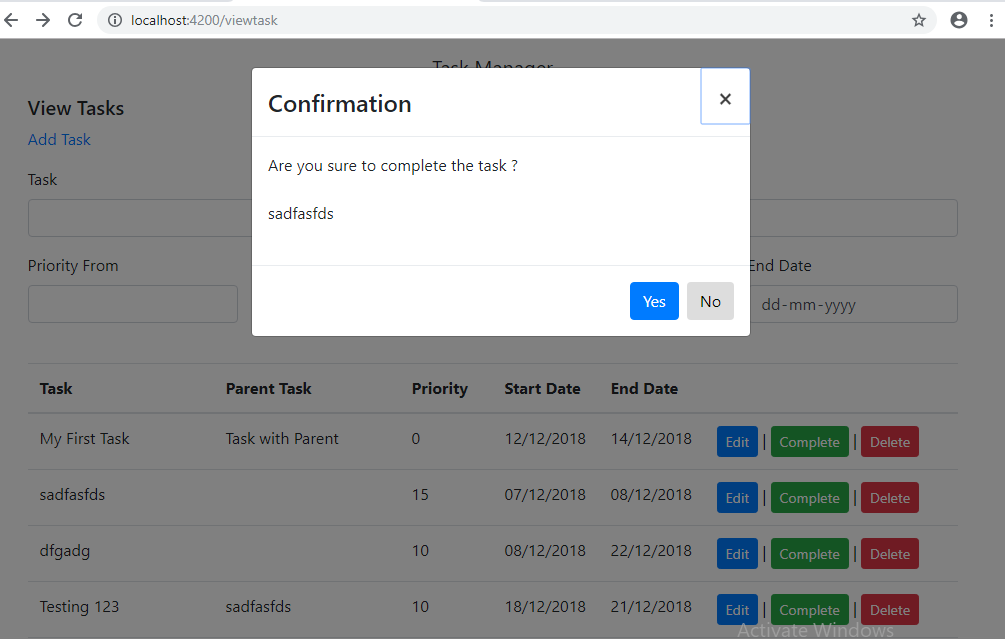 localhost:4200/viewtask
Task Manager
Confirmation ×
Are you sure to complete the task ?
sadfasfds
Yes No
View Tasks
Add Task
Task
Priority From End Date
dd-mm-yyyy
Task Parent Task Priority Start Date End Date
My First Task Task with Parent 0 12/12/2018 14/12/2018 Edit | Complete | Delete
sadfasfds 15 07/12/2018 08/12/2018 Edit | Complete | Delete
dfgadg 10 08/12/2018 22/12/2018 Edit | Complete | Delete
Testing 123 sadfasfds 10 18/12/2018 21/12/2018 Edit | Complete | Delete
Activate Windows